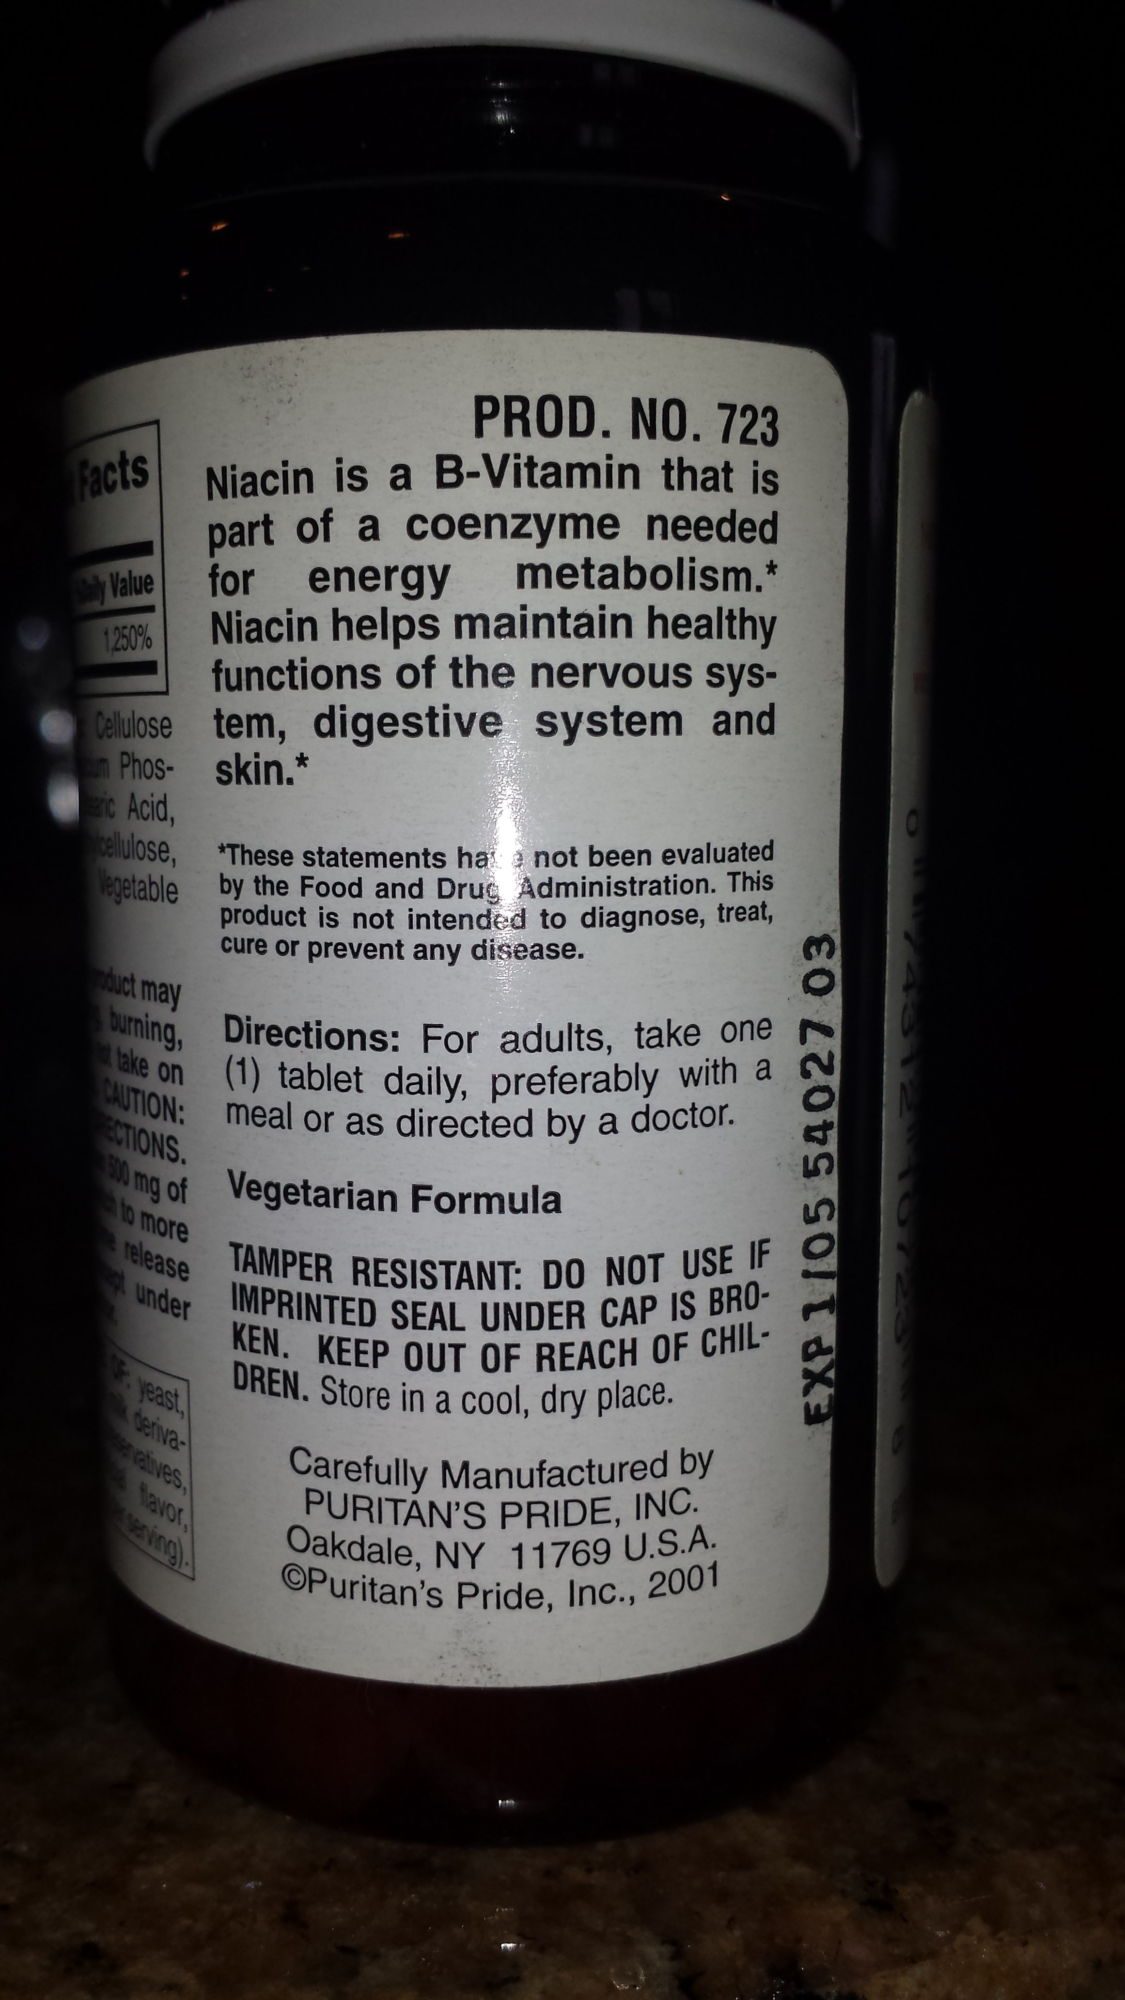 Facts
Daily Value
1,250%
Cellulose
Phos-
Acid,
Vegetable
may
burning,
take on
CAUTION:
mg of
to more
release
under
yeast,
deriva-
flavor,
serving).
PROD. NO. 723
Niacin is a B-Vitamin that is
part of a coenzyme needed
for energy metabolism.*
Niacin helps maintain healthy
functions of the nervous sys-
tem, digestive system and
skin.*
*These statements have not been evaluated
by the Food and Drug Administration. This
product is not intended to diagnose, treat,
cure or prevent any disease.
Directions: For adults, take one
(1) tablet daily, preferably with a
meal or as directed by a doctor.
Vegetarian Formula
TAMPER RESISTANT: DO NOT USE IF
IMPRINTED SEAL UNDER CAP IS BRO-
KEN. KEEP OUT OF REACH OF CHIL-
DREN. Store in a cool, dry place.
Carefully Manufactured by
PURITAN'S PRIDE, INC.
Oakdale, NY 11769 U.S.A.
©Puritan's Pride, Inc., 2001
EXP 1/05 54027 03